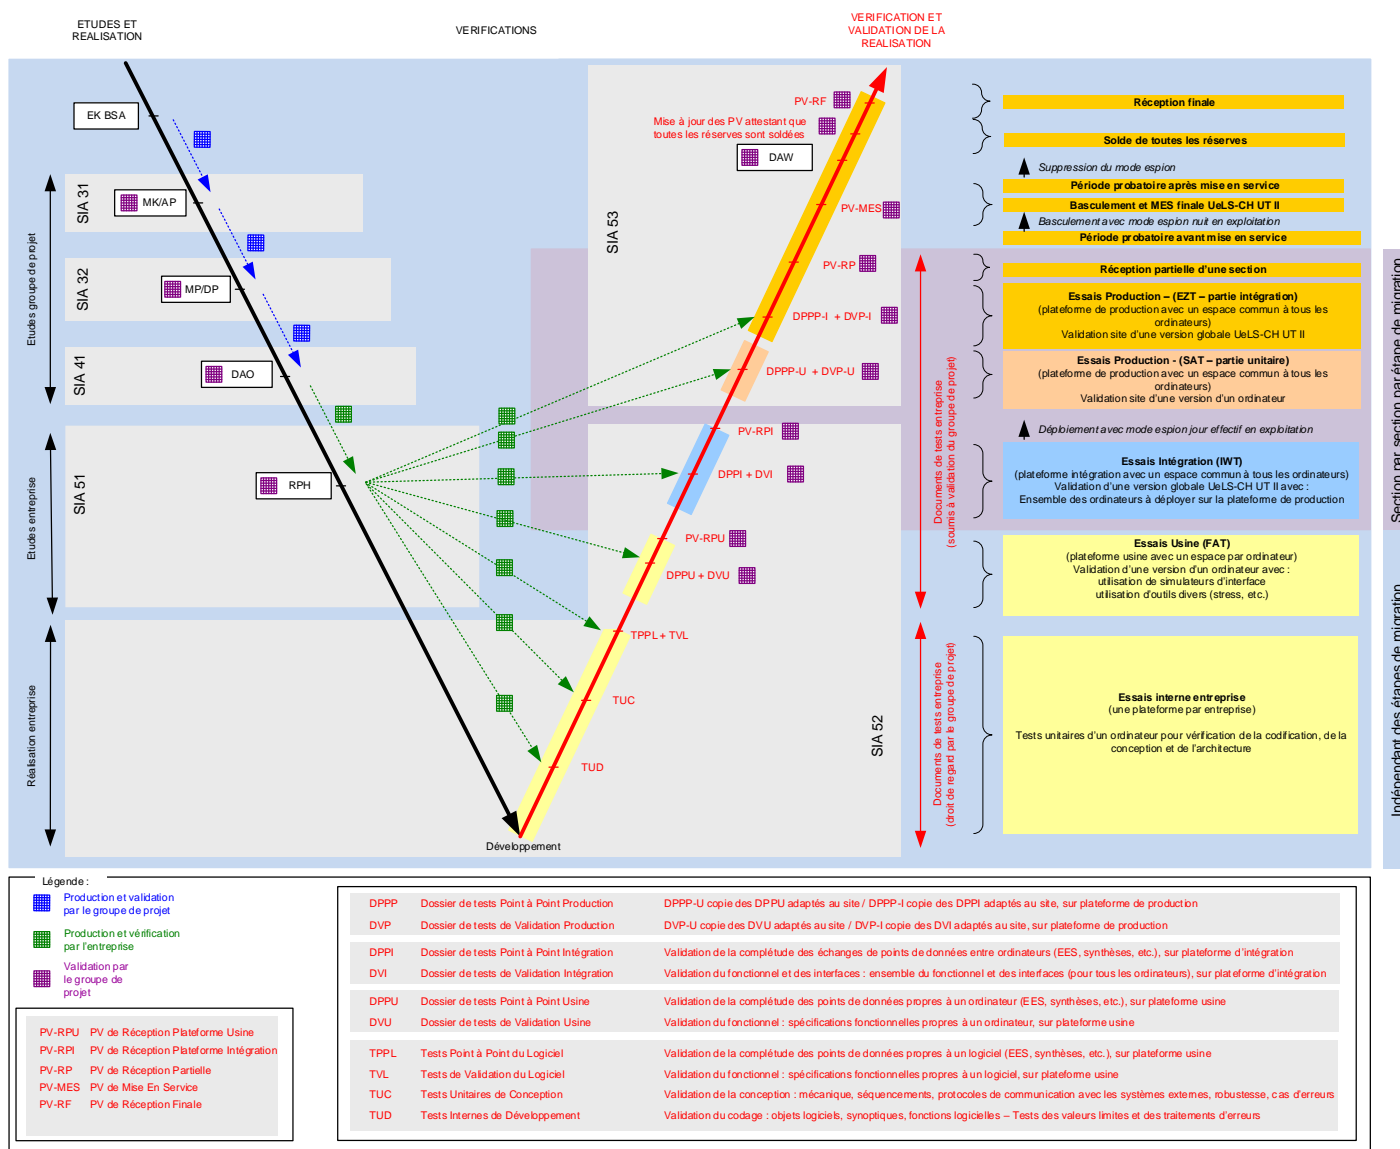 ETUDES ET
REALISATION
VERIFICATIONS
VERIFICATION ET
VALIDATION DE LA
REALISATION
EK BSA
MK/AP
MP/DP
DAO
RPH
SIA 31
SIA 32
SIA 41
SIA 51
SIA 53
SIA 52
Etudes groupe de projet
Etudes entreprise
Réalisation entreprise
Développement
PV-RF
Mise à jour des PV attestant que
toutes les réserves sont soldées
DAW
PV-MES
PV-RP
DPPP-I + DVP-I
DPPP-U + DVP-U
PV-RPI
DPPI + DVI
PV-RPU
DPPU + DVU
TPPL + TVL
TUC
TUD
Documents de tests entreprise
(soumis à validation du groupe de projet)
Documents de tests entreprise
(droit de regard par le groupe de projet)
Réception finale
Solde de toutes les réserves
Suppression du mode espion
Période probatoire après mise en service
Basculement et MES finale UeLS-CH UT II
Basculement avec mode espion nuit en exploitation
Période probatoire avant mise en service
Réception partielle d'une section
Essais Production – (EZT – partie intégration)
(plateforme de production avec un espace commun à tous les
ordinateurs)
Validation site d'une version globale UeLS-CH UT II
Essais Production - (SAT – partie unitaire)
(plateforme de production avec un espace commun à tous les
ordinateurs)
Validation site d'une version d'un ordinateur
Déploiement avec mode espion jour effectif en exploitation
Essais Intégration (IWT)
(plateforme intégration avec un espace commun à tous les ordinateurs)
Validation d'une version globale UeLS-CH UT II avec :
Ensemble des ordinateurs à déployer sur la plateforme de production
Essais Usine (FAT)
(plateforme usine avec un espace par ordinateur)
Validation d'une version d'un ordinateur avec :
utilisation de simulateurs d'interface
utilisation d'outils divers (stress, etc.)
Essais interne entreprise
(une plateforme par entreprise)
Tests unitaires d'un ordinateur pour vérification de la codification, de la
conception et de l'architecture
Section par section par étape de migration
Indépendant des étapes de migration
Légende :
Production et validation
par le groupe de projet
Production et vérification
par l'entreprise
Validation par
le groupe de
projet
PV-RPU PV de Réception Plateforme Usine
PV-RPI PV de Réception Plateforme Intégration
PV-RP PV de Réception Partielle
PV-MES PV de Mise En Service
PV-RF PV de Réception Finale
DPPP Dossier de tests Point à Point Production DPPP-U copie des DPPU adaptés au site / DPPP-I copie des DPPI adaptés au site, sur plateforme de production
DVP Dossier de tests de Validation Production DVP-U copie des DVU adaptés au site / DVP-I copie des DVI adaptés au site, sur plateforme de production
DPPI Dossier de tests Point à Point Intégration Validation de la complétude des échanges de points de données entre ordinateurs (EES, synthèses, etc.), sur plateforme d'intégration
DVI Dossier de tests de Validation Intégration Validation du fonctionnel et des interfaces : ensemble du fonctionnel et des interfaces (pour tous les ordinateurs), sur plateforme d'intégration
DPPU Dossier de tests Point à Point Usine Validation de la complétude des points de données propres à un ordinateur (EES, synthèses, etc.), sur plateforme usine
DVU Dossier de tests de Validation Usine Validation du fonctionnel : spécifications fonctionnelles propres à un ordinateur, sur plateforme usine
TPPL Tests Point à Point du Logiciel Validation de la complétude des points de données propres à un logiciel (EES, synthèses, etc.), sur plateforme usine
TVL Tests de Validation du Logiciel Validation du fonctionnel : spécifications fonctionnelles propres à un logiciel, sur plateforme usine
TUC Tests Unitaires de Conception Validation de la conception : mécanique, séquencements, protocoles de communication avec les systèmes externes, robustesse, cas d'erreurs
TUD Tests Internes de Développement Validation du codage : objets logiciels, synoptiques, fonctions logicielles – Tests des valeurs limites et des traitements d'erreurs